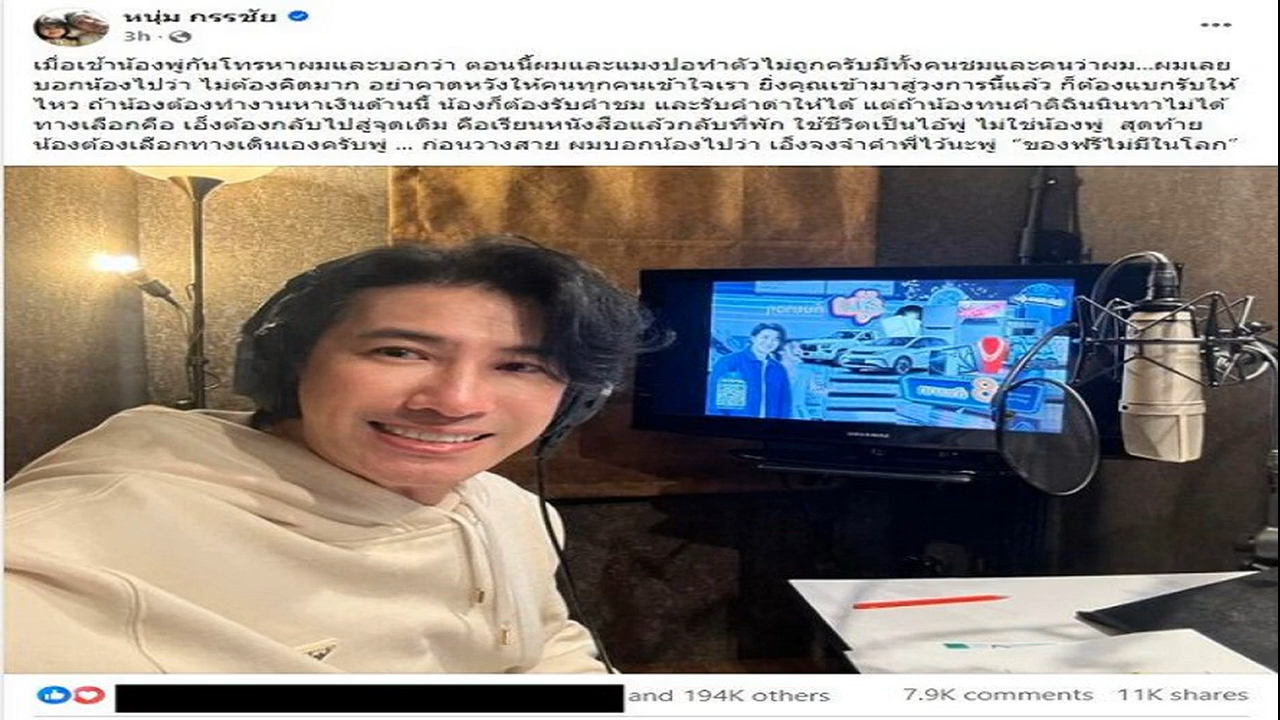 หนุ่ม กรรชัย
3h ·
เมื่อเช้าน้องพู่กันโทรหาผมและบอกว่า ตอนนี้ผมและแมงปอทำตัวไม่ถูกครับมีทั้งคนชมและคนว่าผม...ผมเลย
บอกน้องไปว่า ไม่ต้องคิดมาก อย่าคาดหวังให้คนทุกคนเข้าใจเรา ยิ่งคุณเข้ามาสู่วงการนี้แล้ว ก็ต้องแบกรับให้
ไหว ถ้าน้องต้องทำงานหาเงินด้านนี้ น้องก็ต้องรับคำชม และรับคำด่าให้ได้ แต่ถ้าน้องทนคำติฉินนินทาไม่ได้
ทางเลือกคือ เอ็งต้องกลับไปสู่จุดเดิม คือเรียนหนังสือแล้วกลับที่พัก ใช้ชีวิตเป็นไอ้พู่ ไม่ใช่น้องพู่ สุดท้าย
น้องต้องเลือกทางเดินเองครับพู่ ... ก่อนวางสาย ผมบอกน้องไปว่า เอ็งจงจำคำพี่ไว้นะพู่ “ของฟรีไม่มีในโลก”
and 194K others 7.9K comments 11K shares